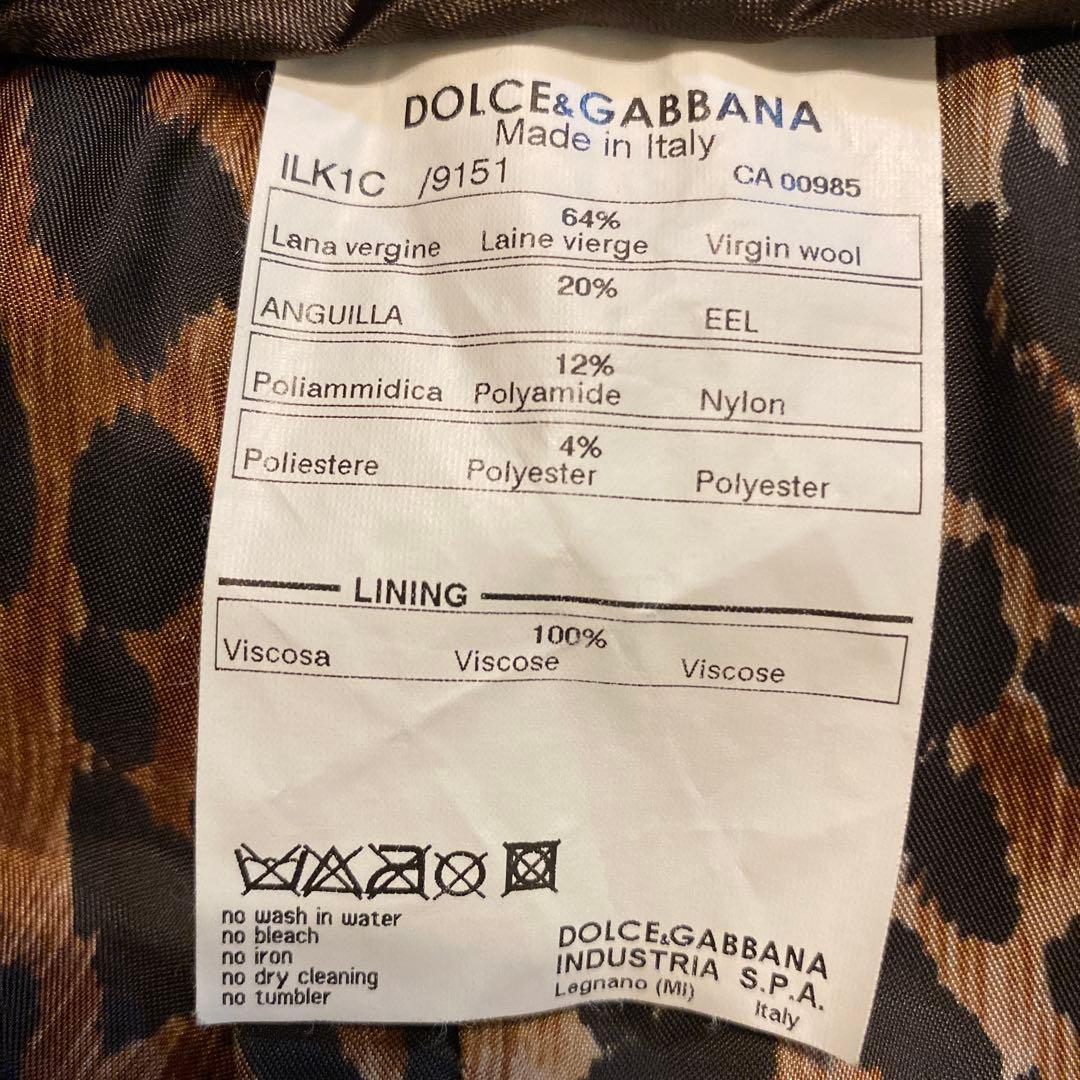 DOLCE&GABBANA
Made in Italy
ILK1C /9151 CA 00985
64%
Lana vergine Laine vierge Virgin wool
20%
ANGUILLA EEL
12%
Poliammidica Polyamide Nylon
4%
Poliestere Polyester Polyester
LINING
100%
Viscosa Viscose Viscose
no wash in water
no bleach
no iron
no dry cleaning
no tumbler
DOLCE&GABBANA
INDUSTRIA S.P.A.
Legnano (Mi)
Italy